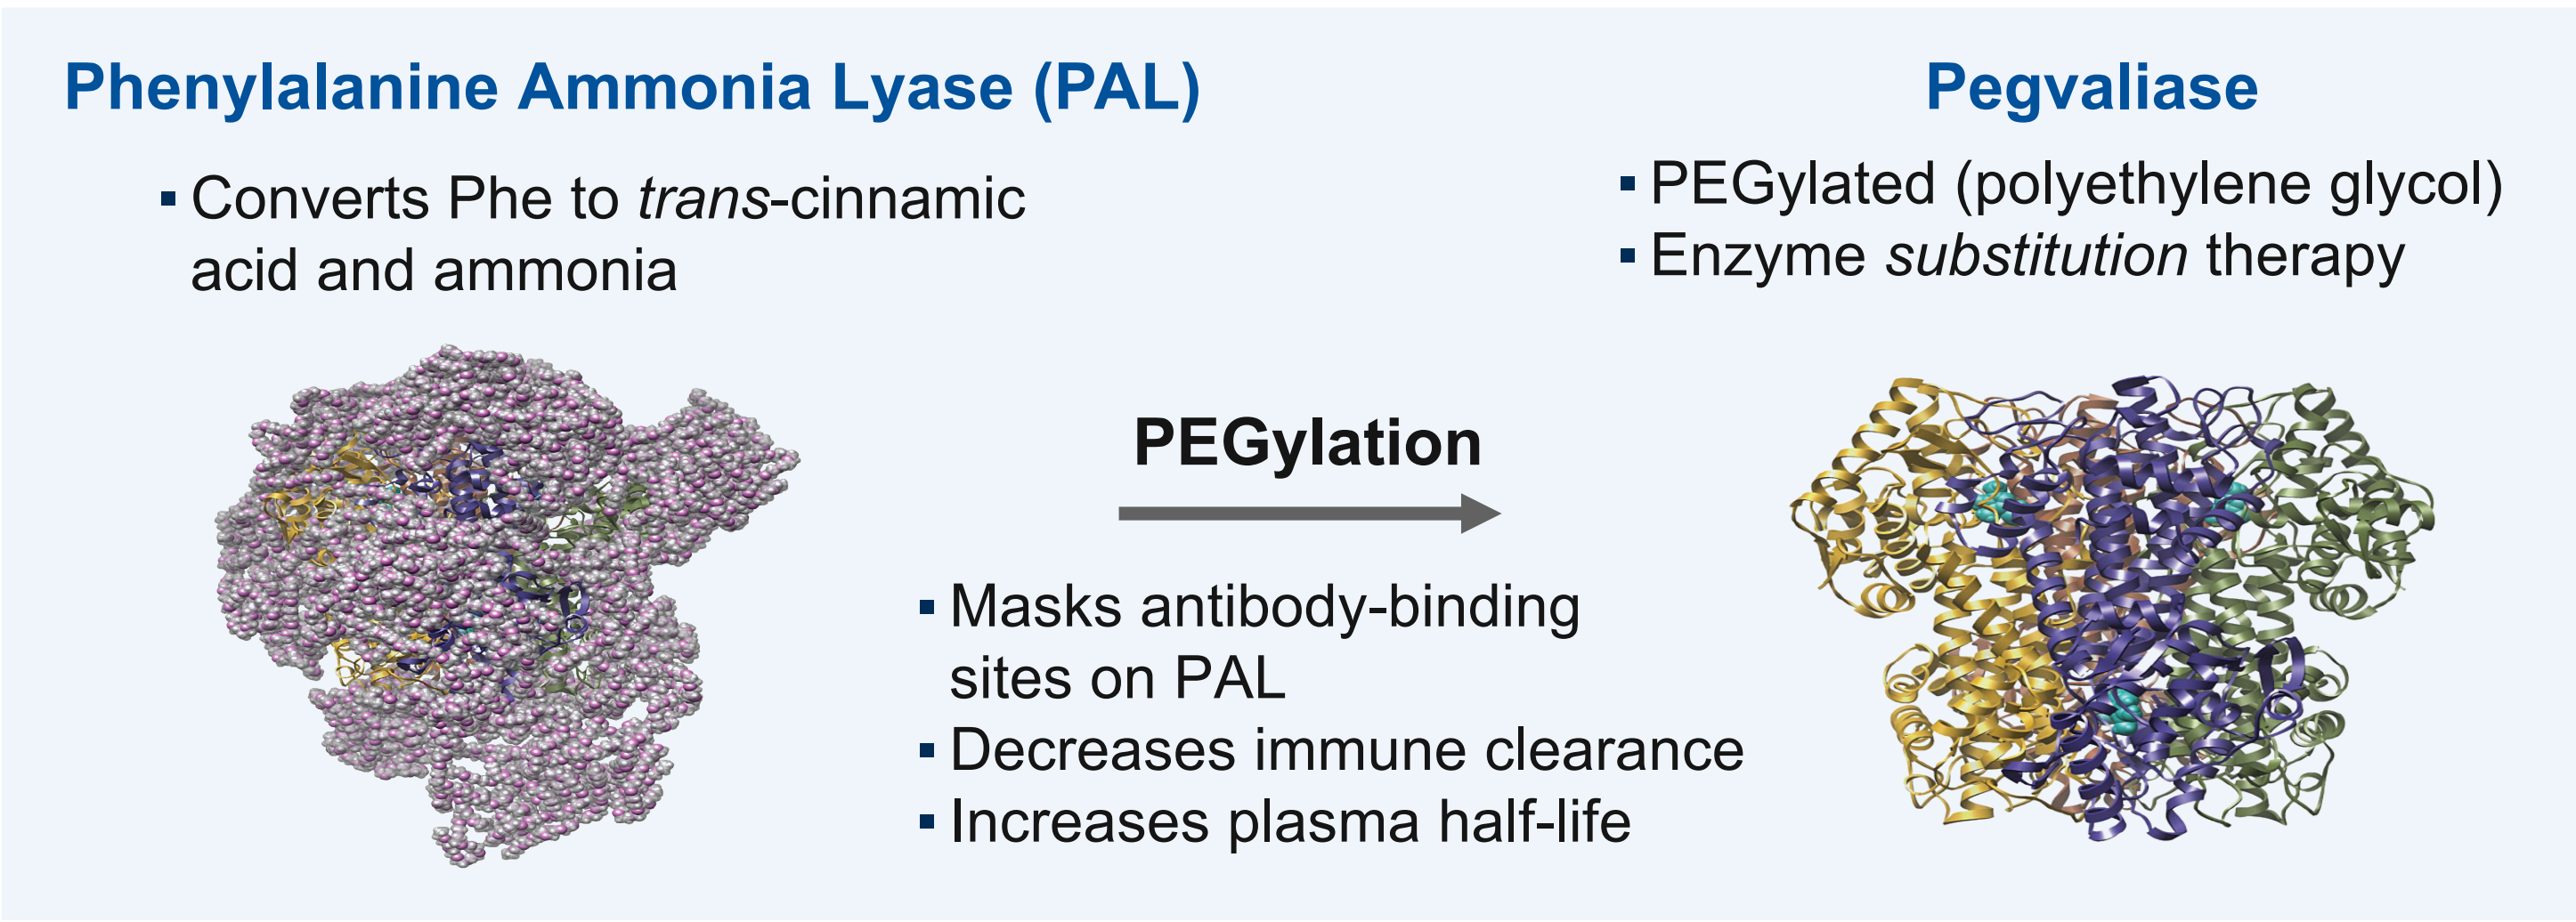 Phenylalanine Ammonia Lyase (PAL)
▪ Converts Phe to trans-cinnamic
acid and ammonia
PEGylation
▪ Masks antibody-binding
sites on PAL
▪ Decreases immune clearance
▪ Increases plasma half-life
Pegvaliase
▪ PEGylated (polyethylene glycol)
▪ Enzyme substitution therapy